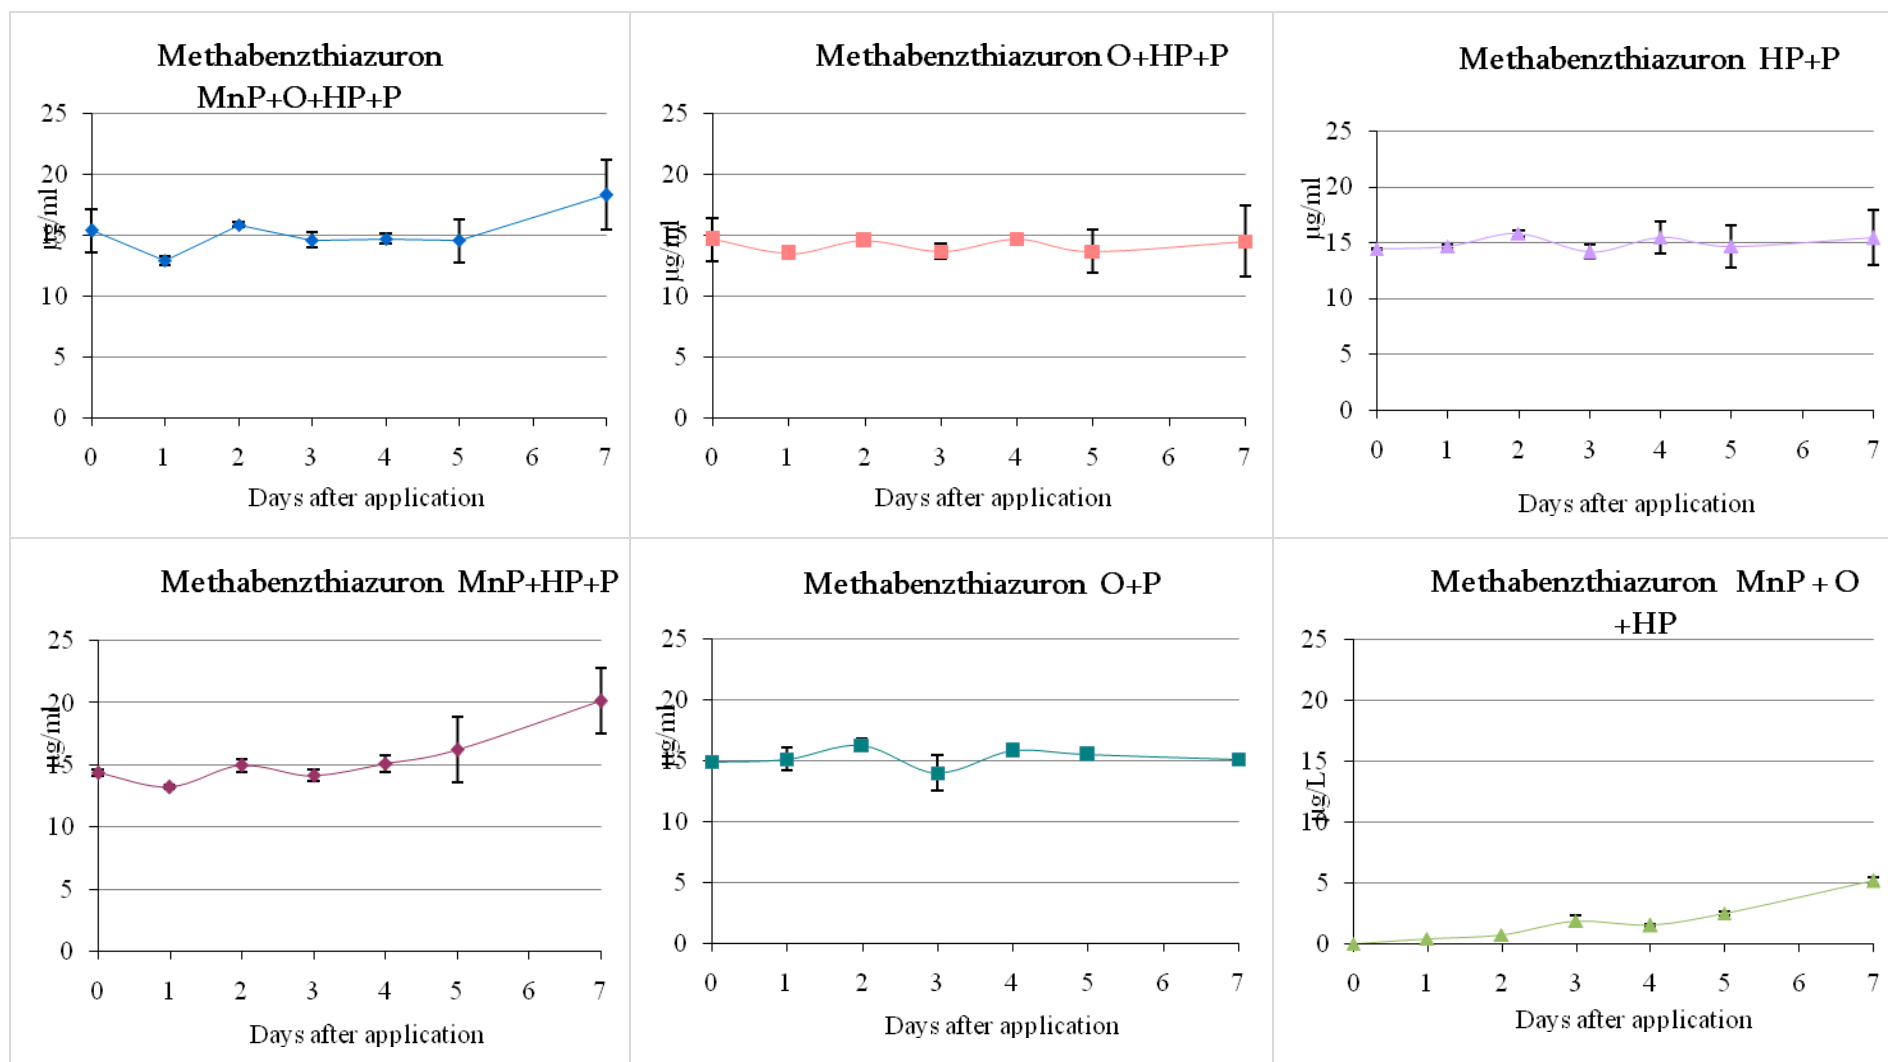 Methabenzthiazuron
MnP+O+HP+P
25
20
15
10
5
0
µg/ml
0 1 2 3 4 5 6 7
Days after application
Methabenzthiazuron O+HP+P
25
20
15
10
5
0
µg/ml
0 1 2 3 4 5 6 7
Days after application
Methabenzthiazuron HP+P
25
20
15
10
5
0
µg/ml
0 1 2 3 4 5 6 7
Days after application
Methabenzthiazuron MnP+HP+P
25
20
15
10
5
0
µg/ml
0 1 2 3 4 5 6 7
Days after application
Methabenzthiazuron O+P
25
20
15
10
5
0
µg/ml
0 1 2 3 4 5 6 7
Days after application
Methabenzthiazuron MnP + O
+HP
25
20
15
10
5
0
µg/L
0 1 2 3 4 5 6 7
Days after application